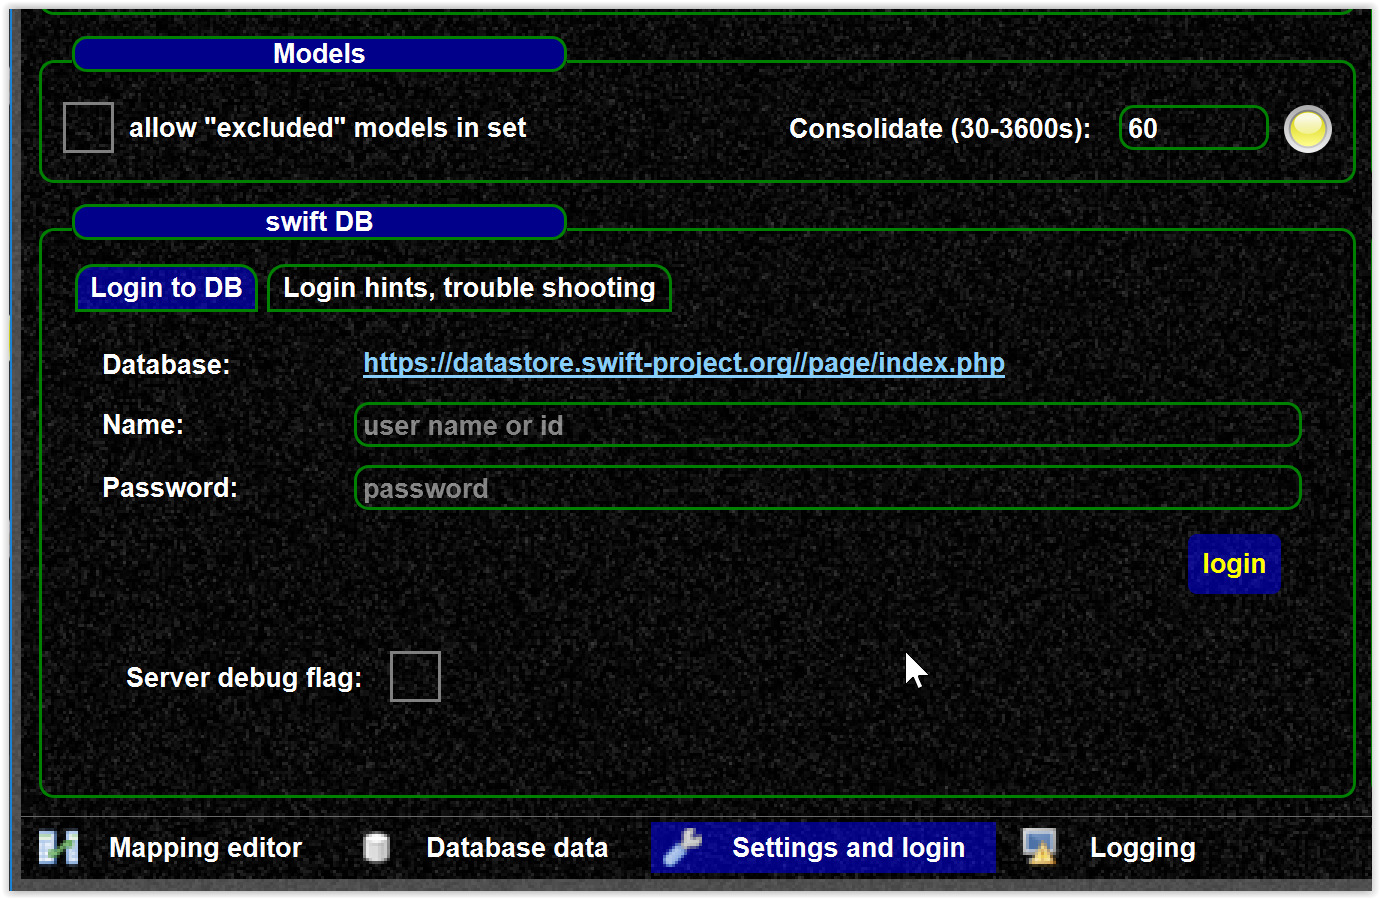 Models
allow "excluded" models in set
Consolidate (30-3600s): 60
swift DB
Login to DB
Login hints, trouble shooting
Database: https://datastore.swift-project.org//page/index.php
Name: user name or id
Password: password
login
Server debug flag:
Mapping editor
Database data
Settings and login
Logging